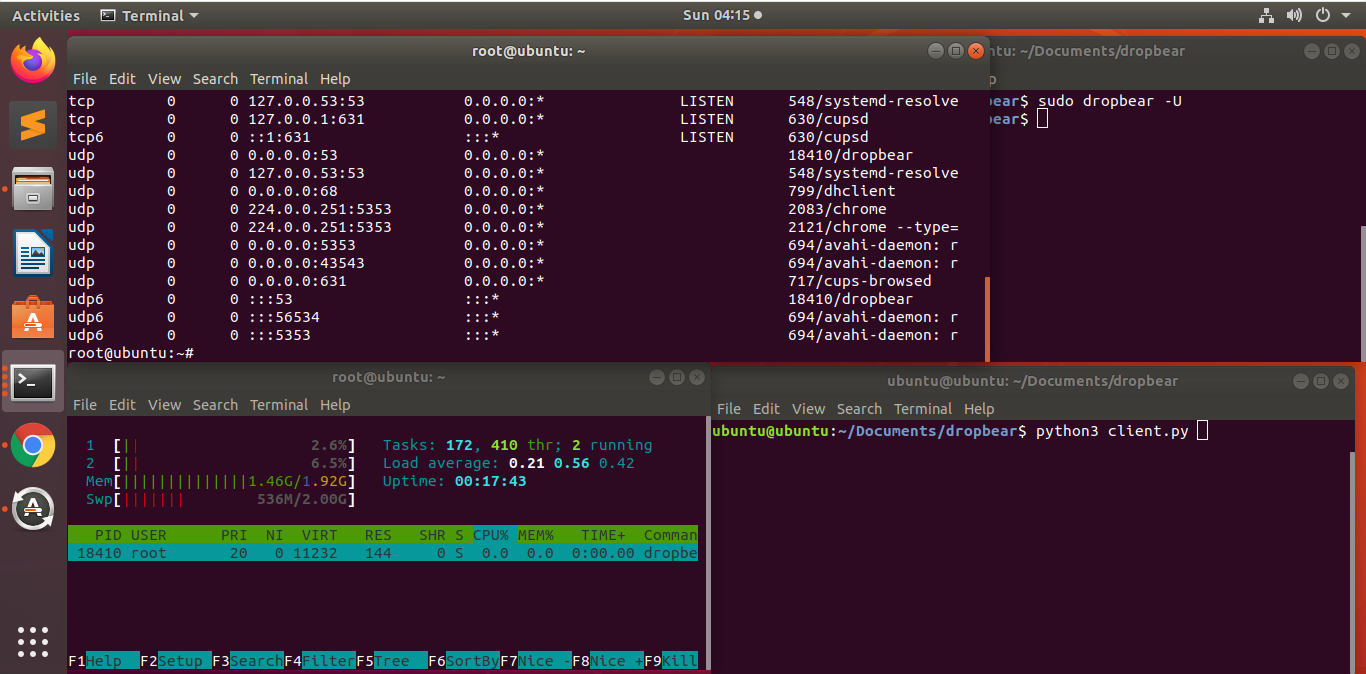 Activities Terminal Sun 04:15
root@ubuntu: ~
File Edit View Search Terminal Help
tcp 0 0 127.0.0.53:53 0.0.0.0:* LISTEN 548/systemd-resolve
tcp 0 0 127.0.0.1:631 0.0.0.0:* LISTEN 630/cupsd
tcp6 0 0 ::1:631 :::* LISTEN 630/cupsd
udp 0 0 0.0.0.0:53 0.0.0.0:* 18410/dropbear
udp 0 0 127.0.0.53:53 0.0.0.0:* 548/systemd-resolve
udp 0 0 0.0.0.0:68 0.0.0.0:* 799/dhclient
udp 0 0 224.0.0.251:5353 0.0.0.0:* 2083/chrome
udp 0 0 224.0.0.251:5353 0.0.0.0:* 2121/chrome --type=
udp 0 0 0.0.0.0:5353 0.0.0.0:* 694/avahi-daemon: r
udp 0 0 0.0.0.0:43543 0.0.0.0:* 694/avahi-daemon: r
udp 0 0 0.0.0.0:631 0.0.0.0:* 717/cups-browsed
udp6 0 0 :::53 :::* 18410/dropbear
udp6 0 0 :::56534 :::* 694/avahi-daemon: r
udp6 0 0 :::5353 :::* 694/avahi-daemon: r
root@ubuntu:~#
ntu: ~/Documents/dropbear
p
bear$ sudo dropbear -U
bear$
root@ubuntu: ~
File Edit View Search Terminal Help
1 [|| 2.6%] Tasks: 172, 410 thr; 2 running
2 [|| 6.5%] Load average: 0.21 0.56 0.42
Mem[||||||||||||||1.46G/1.92G] Uptime: 00:17:43
Swp[||||||| 536M/2.00G]
PID USER PRI NI VIRT RES SHR S CPU% MEM% TIME+ Comman
18410 root 20 0 11232 144 0 S 0.0 0.0 0:00.00 dropbe
F1Help F2Setup F3SearchF4FilterF5Tree F6SortByF7Nice -F8Nice +F9Kill
ubuntu@ubuntu: ~/Documents/dropbear
File Edit View Search Terminal Help
ubuntu@ubuntu:~/Documents/dropbear$ python3 client.py